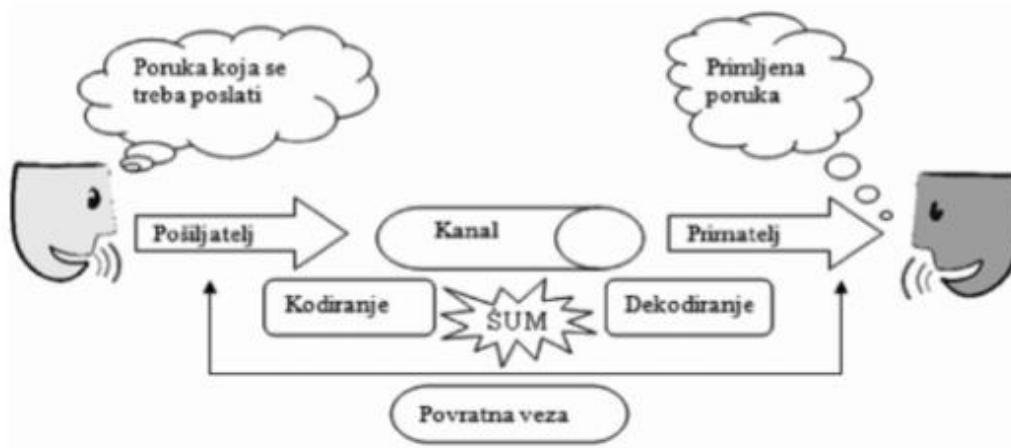 Poruka koja se
treba poslati
Primljena
poruka
Pošiljatelj
Kanal
Primatelj
Kodiranje
ŠUM
Dekodiranje
Povratna veza